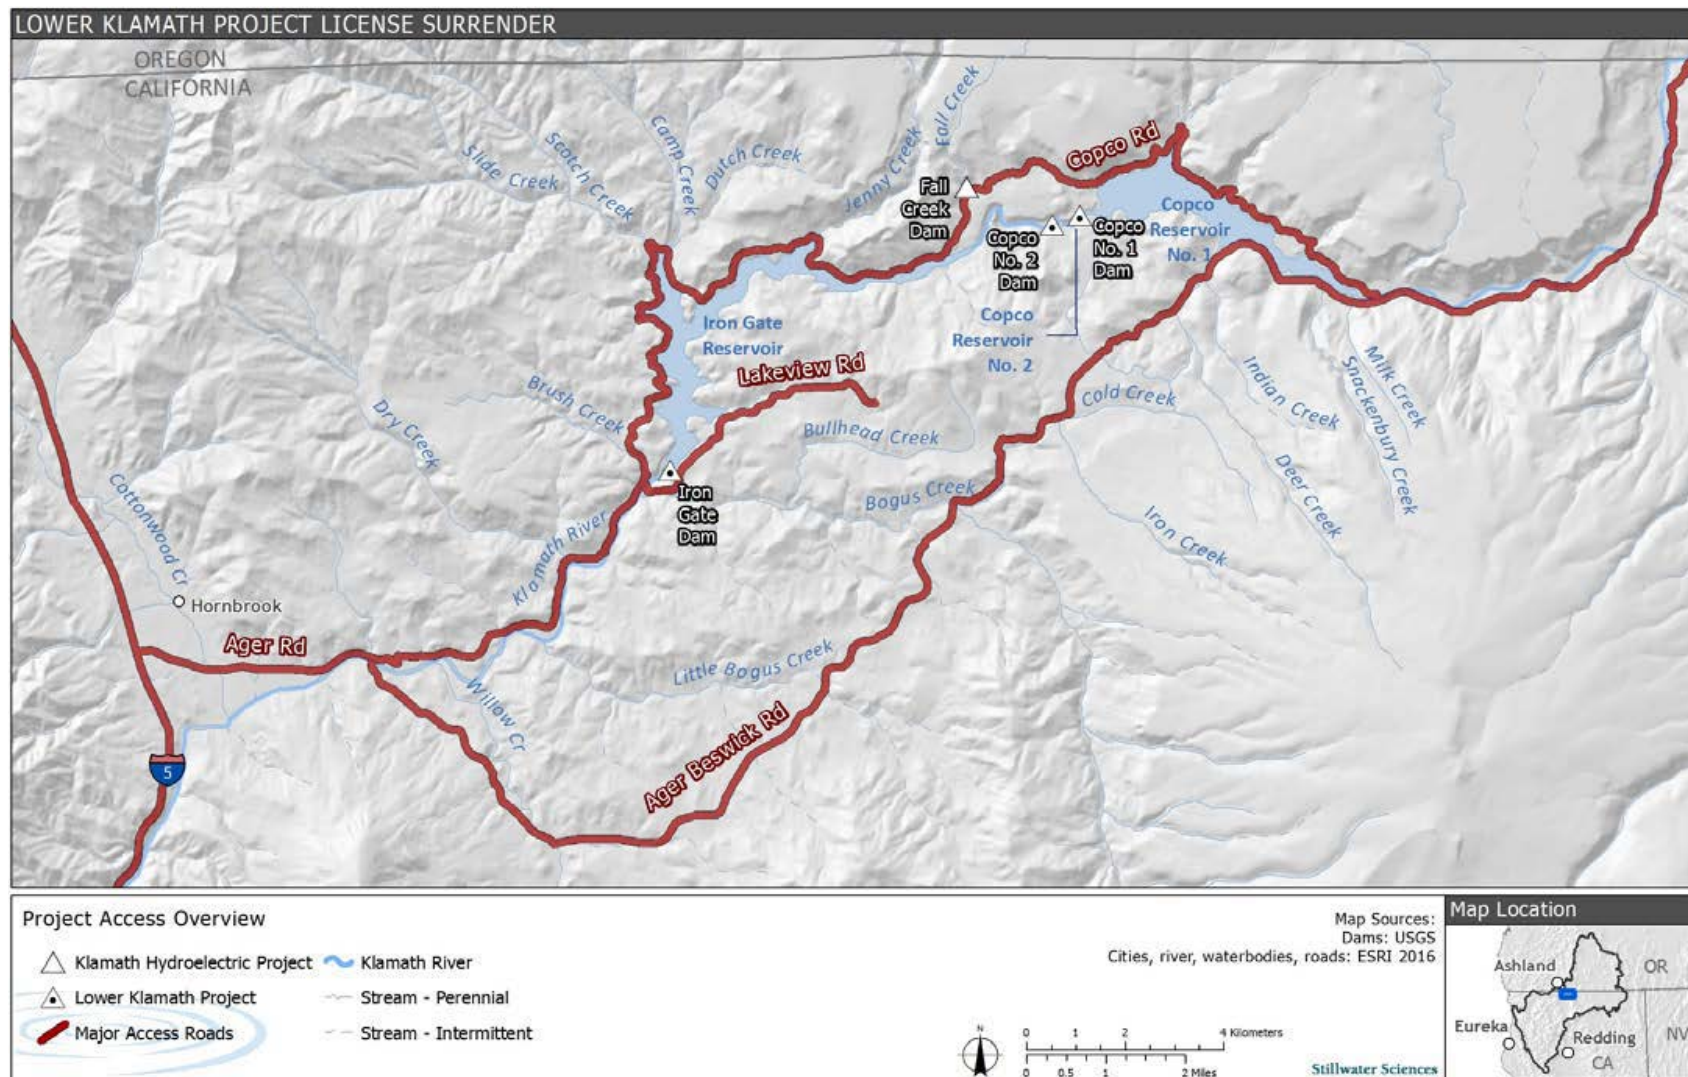 LOWER KLAMATH PROJECT LICENSE SURRENDER
OREGON
CALIFORNIA
Slide Creek
Scotch Creek
Camp Creek
Dutch Creek
Jenny Creek
Fall Creek
Copco Rd
Fall
Creek
Dam
Copco
No. 2
Dam
Copco
No. 1
Dam
Copco
Reservoir
No. 1
Copco
Reservoir
No. 2
Iron Gate
Reservoir
Lakeview Rd
Brush Creek
Dry Creek
Bullhead Creek
Cold Creek
Indian Creek
Milk Creek
Snackenbury Creek
Deer Creek
Iron Creek
Bogus Creek
Iron
Gate
Dam
Klamath River
Cottonwood Cr
Hornbrook
Ager Rd
Little Bogus Creek
Willow Cr
Ager Beswick Rd
5
Project Access Overview
Klamath Hydroelectric Project
Lower Klamath Project
Major Access Roads
Klamath River
Stream - Perennial
Stream - Intermittent
Map Sources:
Dams: USGS
Cities, river, waterbodies, roads: ESRI 2016
N
0 1 2 4 Kilometers
0 0.5 1 2 Miles
Stillwater Sciences
Map Location
Ashland
OR
Eureka
Redding
CA
NV